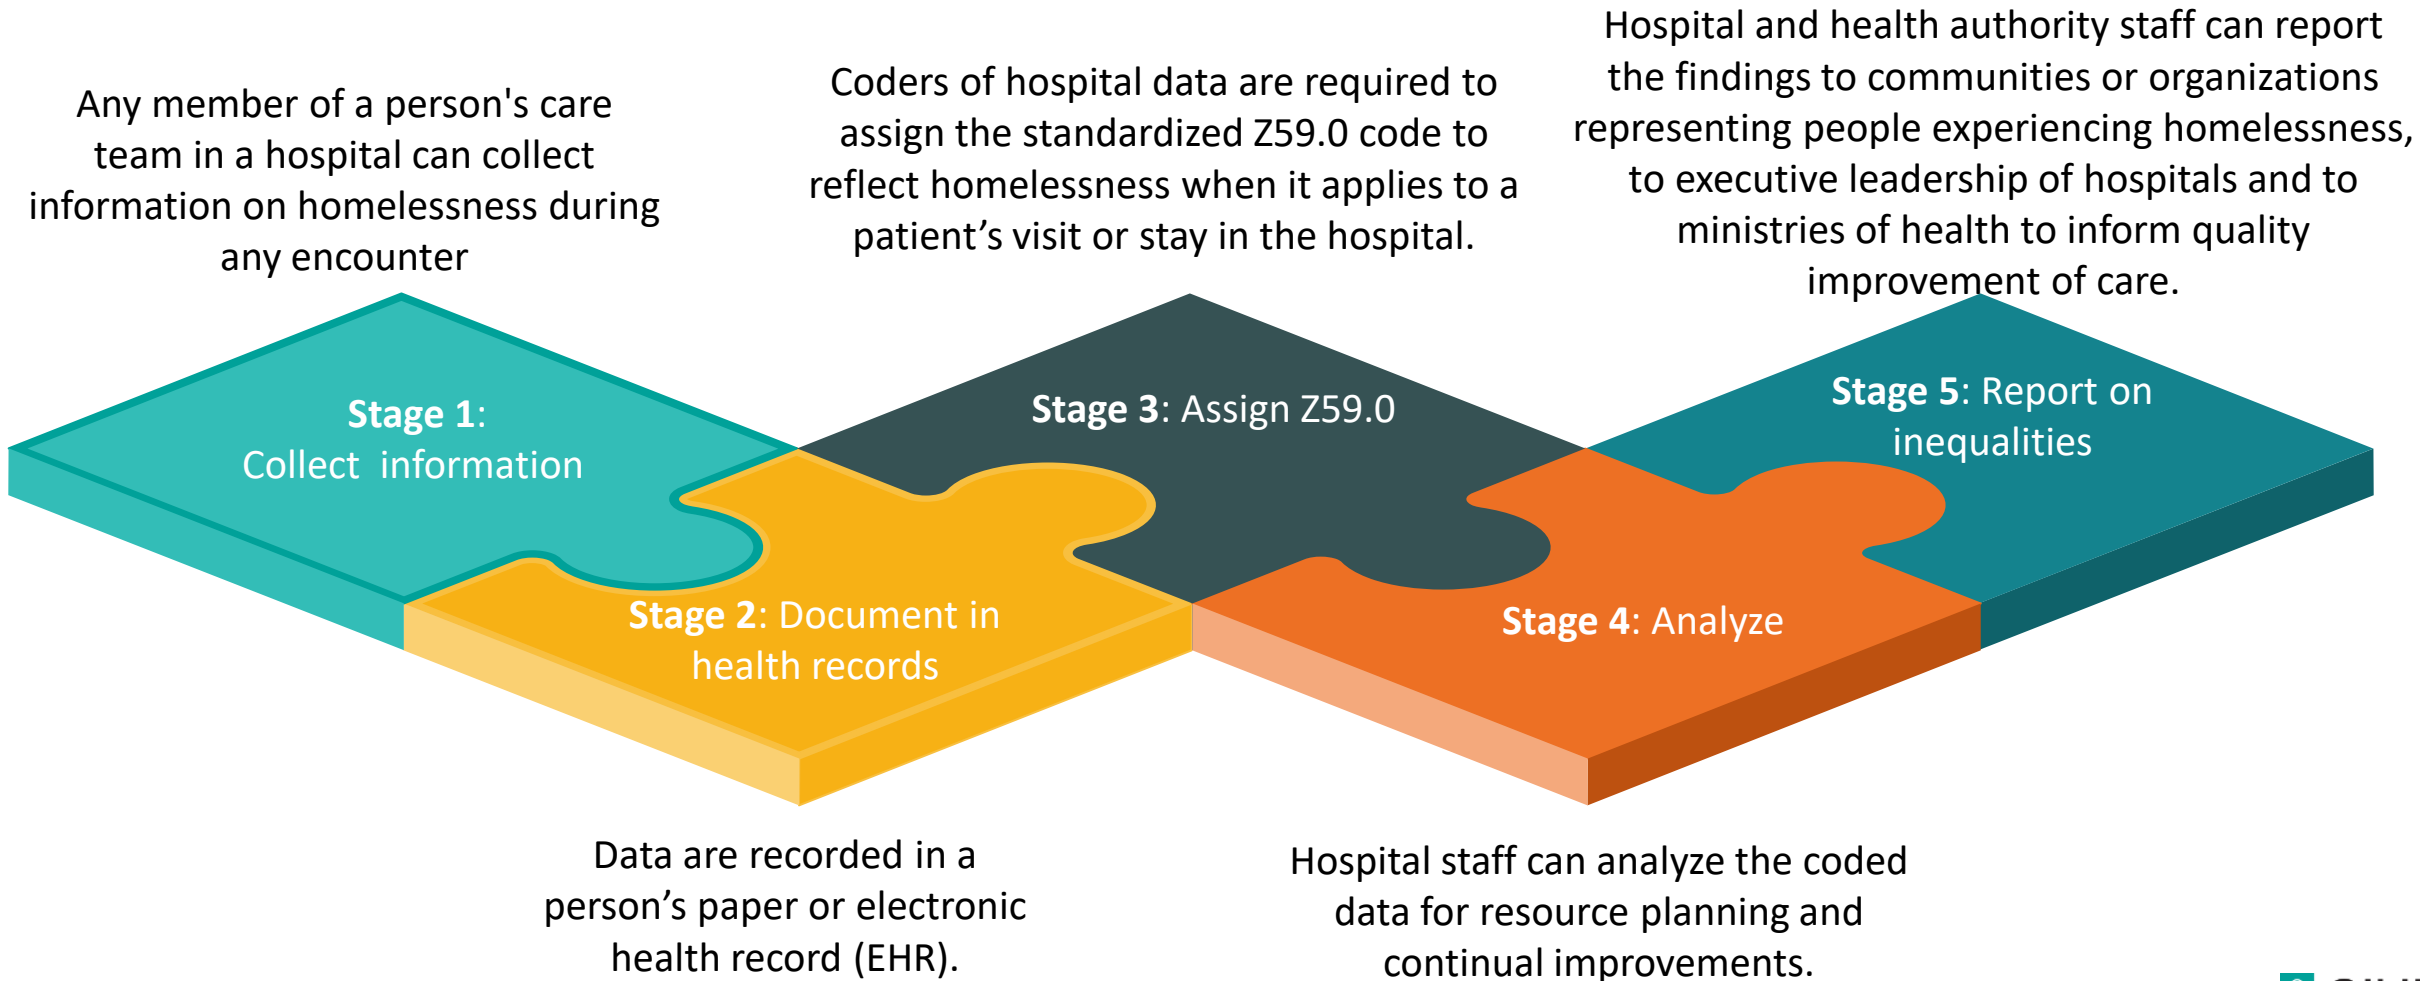 Any member of a person's care
team in a hospital can collect
information on homelessness during
any encounter
Stage 1:
Collect information
Data are recorded in a
person’s paper or electronic
health record (EHR).
Stage 2: Document in
health records
Coders of hospital data are required to
assign the standardized Z59.0 code to
reflect homelessness when it applies to a
patient’s visit or stay in the hospital.
Stage 3: Assign Z59.0
Stage 4: Analyze
Hospital staff can analyze the coded
data for resource planning and
continual improvements.
Hospital and health authority staff can report
the findings to communities or organizations
representing people experiencing homelessness,
to executive leadership of hospitals and to
ministries of health to inform quality
improvement of care.
Stage 5: Report on
inequalities